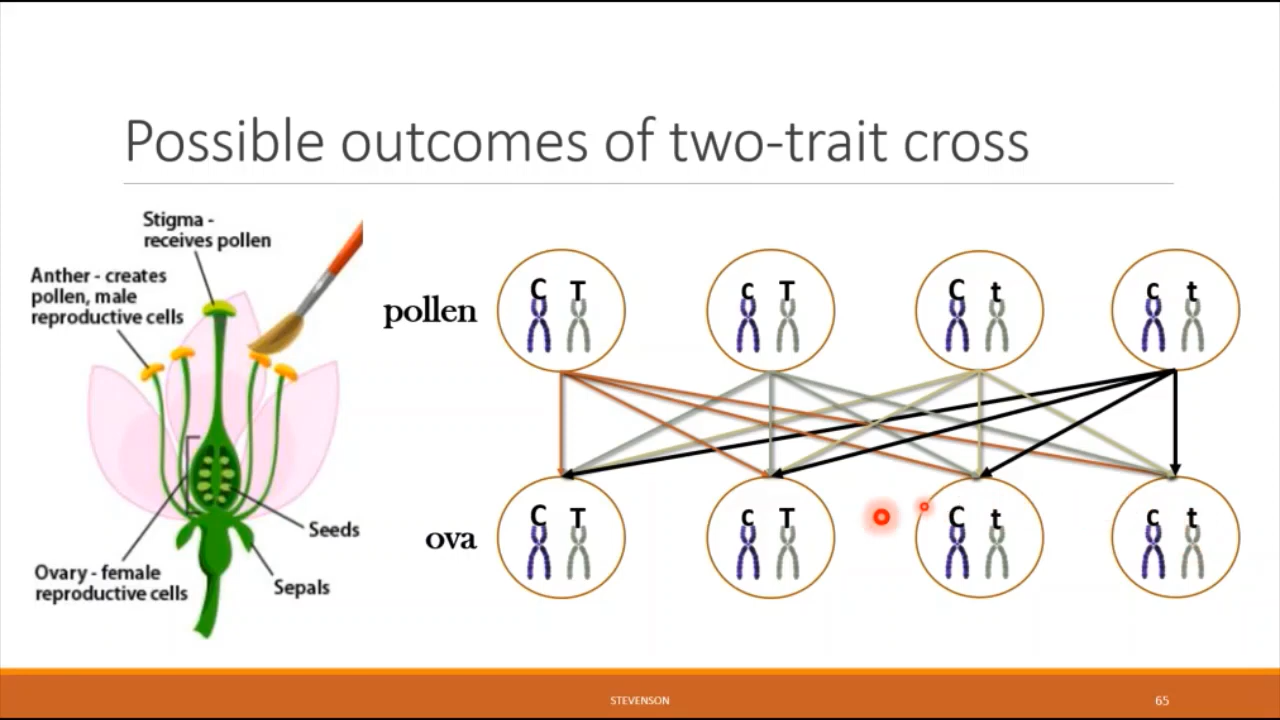 Possible outcomes of two-trait cross
Stigma -
receives pollen
Anther - creates
pollen, male
reproductive cells
Seeds
Ovary - female
reproductive cells
Sepals
pollen
C T
c T
C t
c t
ova
C T
c T
C t
c t
STEVENSON
65